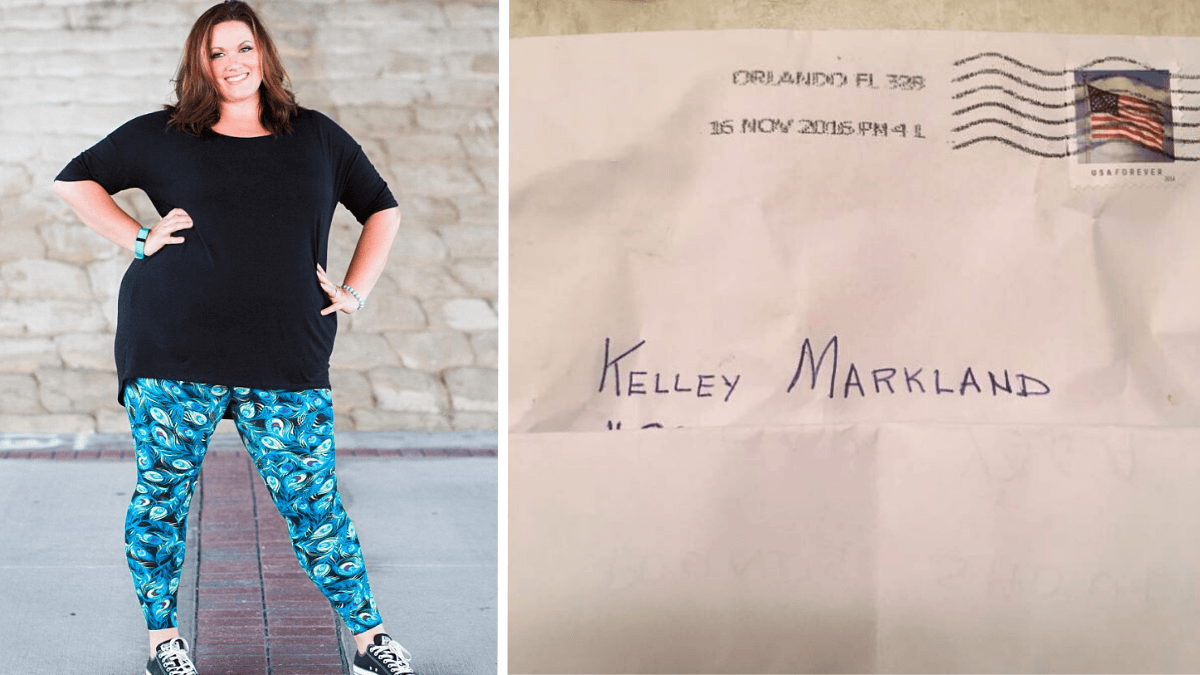 ORLANDO FL 328
16 NOV 2016 PM 4 L
USA FOREVER
KELLEY MARKLAND